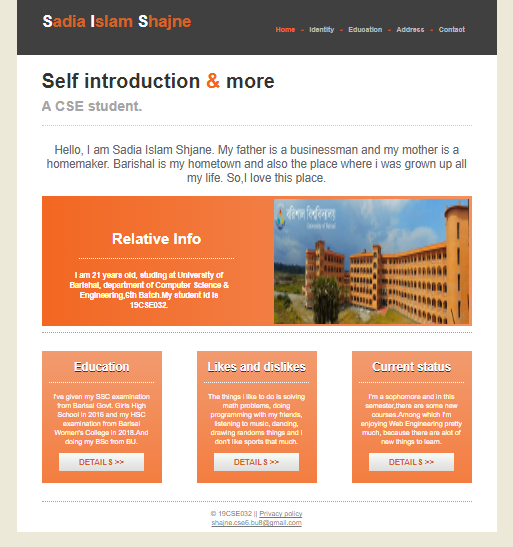 Sadia Islam Shajne
Home - Identity - Education - Address - Contact
Self introduction & more
A CSE student.
Hello, I am Sadia Islam Shjane. My father is a businessman and my mother is a
homemaker. Barishal is my hometown and also the place where i was grown up all
my life. So,I love this place.
বরিশাল বিশ্ববিদ্যালয়
University of Barisal
Relative Info
I am 21 years old, studing at University of
Barishal, department of Computer Science &
Engineering,6th Batch.My student id is
19CSE032.
Education
I've given my SSC examination
from Barisal Govt. Girls High
School in 2016 and my HSC
examination from Barisal
Women's College in 2018.And
doing my BSc from BU.
DETAILS >>
Likes and dislikes
The things i like to do is solving
math problems, doing
programming with my friends,
listening to music, dancing,
drawing randoms things and i
don't like sports that much.
DETAILS >>
Current status
I'm a sophomore and in this
semester,there are some new
courses.Among which I'm
enjoying Web Engineering pretty
much, because there are alot of
new things to learn.
DETAILS >>
© 19CSE032 || Privacy policy
shajne.cse6.bu8@gmail.com